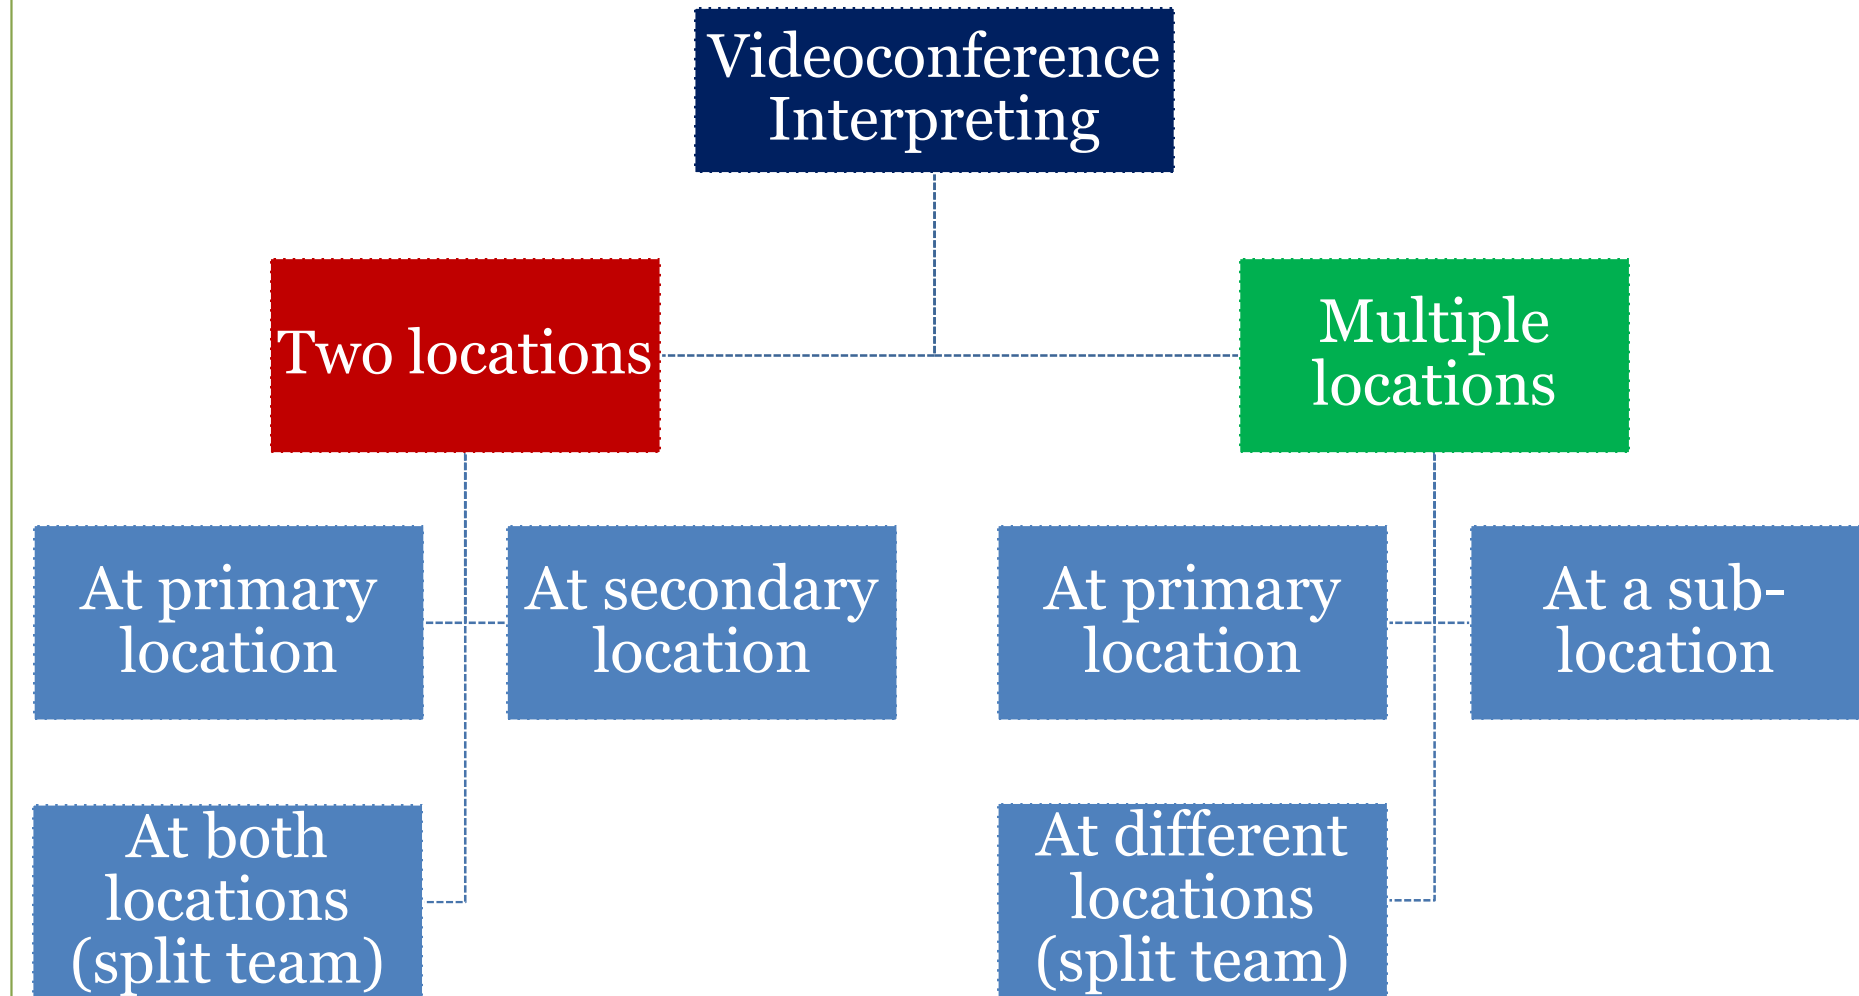 Videoconference
Interpreting
Two locations
Multiple
locations
At primary
location
At secondary
location
At primary
location
At a sub-
location
At both
locations
(split team)
At different
locations
(split team)